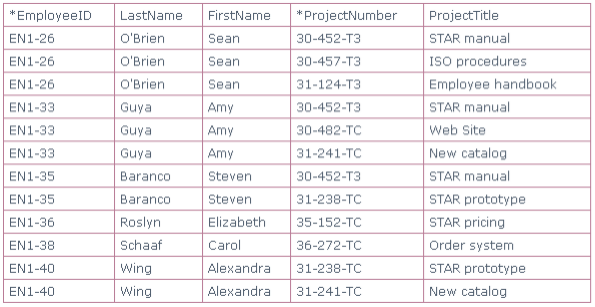 *EmployeeID LastName FirstName *ProjectNumber ProjectTitle
EN1-26 O'Brien Sean 30-452-T3 STAR manual
EN1-26 O'Brien Sean 30-457-T3 ISO procedures
EN1-26 O'Brien Sean 31-124-T3 Employee handbook
EN1-33 Guya Amy 30-452-T3 STAR manual
EN1-33 Guya Amy 30-482-TC Web Site
EN1-33 Guya Amy 31-241-TC New catalog
EN1-35 Baranco Steven 30-452-T3 STAR manual
EN1-35 Baranco Steven 31-238-TC STAR prototype
EN1-36 Roslyn Elizabeth 35-152-TC STAR pricing
EN1-38 Schaaf Carol 36-272-TC Order system
EN1-40 Wing Alexandra 31-238-TC STAR prototype
EN1-40 Wing Alexandra 31-241-TC New catalog